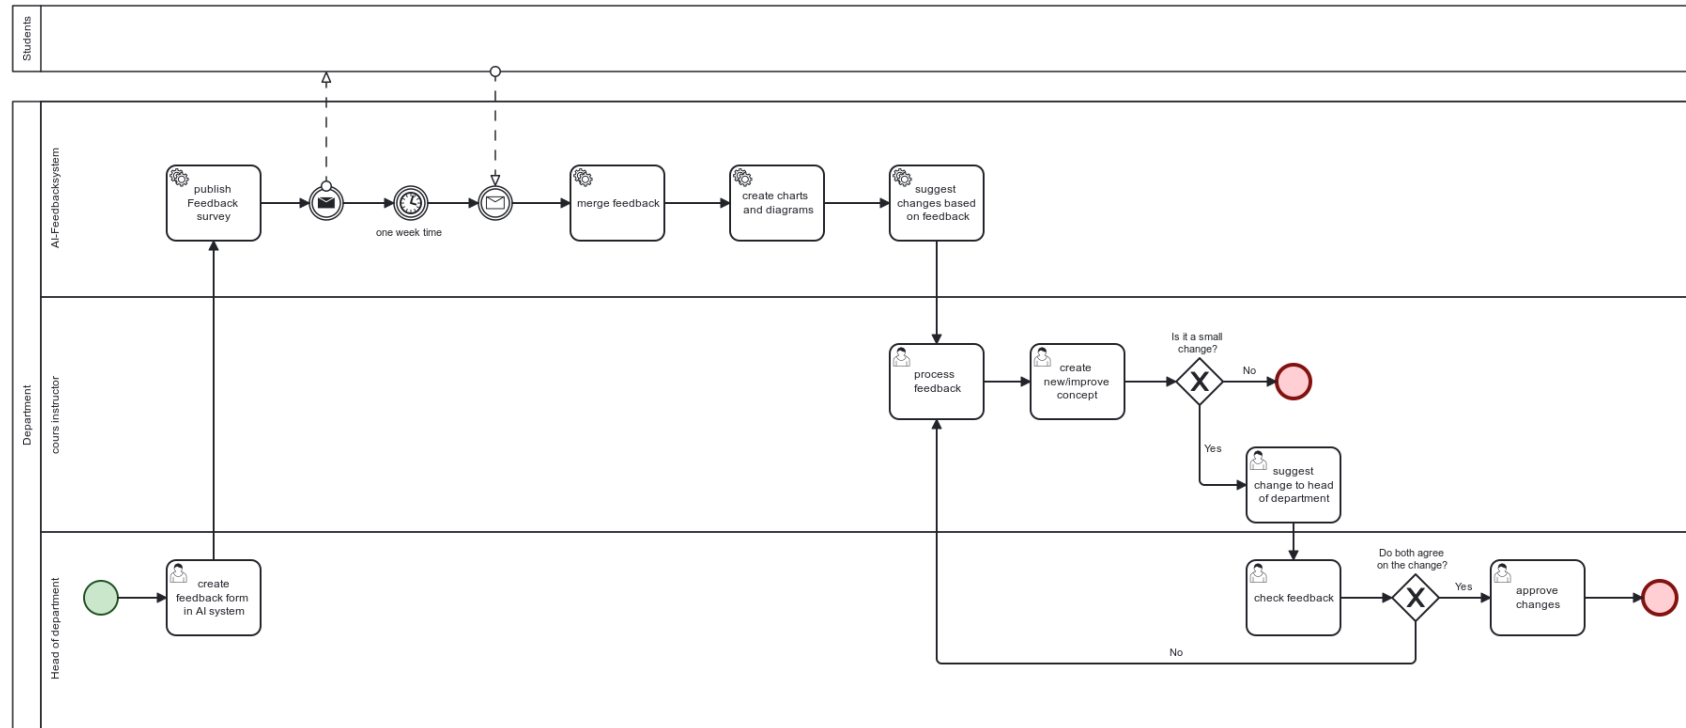 Students
Department
AI-Feedbacksystem
publish
Feedback
survey
one week time
merge feedback
create charts
and diagrams
suggest
changes based
on feedback
cours instructor
process
feedback
create
new/improve
concept
Is it a small
change?
No
Yes
suggest
change to head
of department
Head of department
create
feedback form
in AI system
check feedback
Do both agree
on the change?
Yes
approve
changes
No